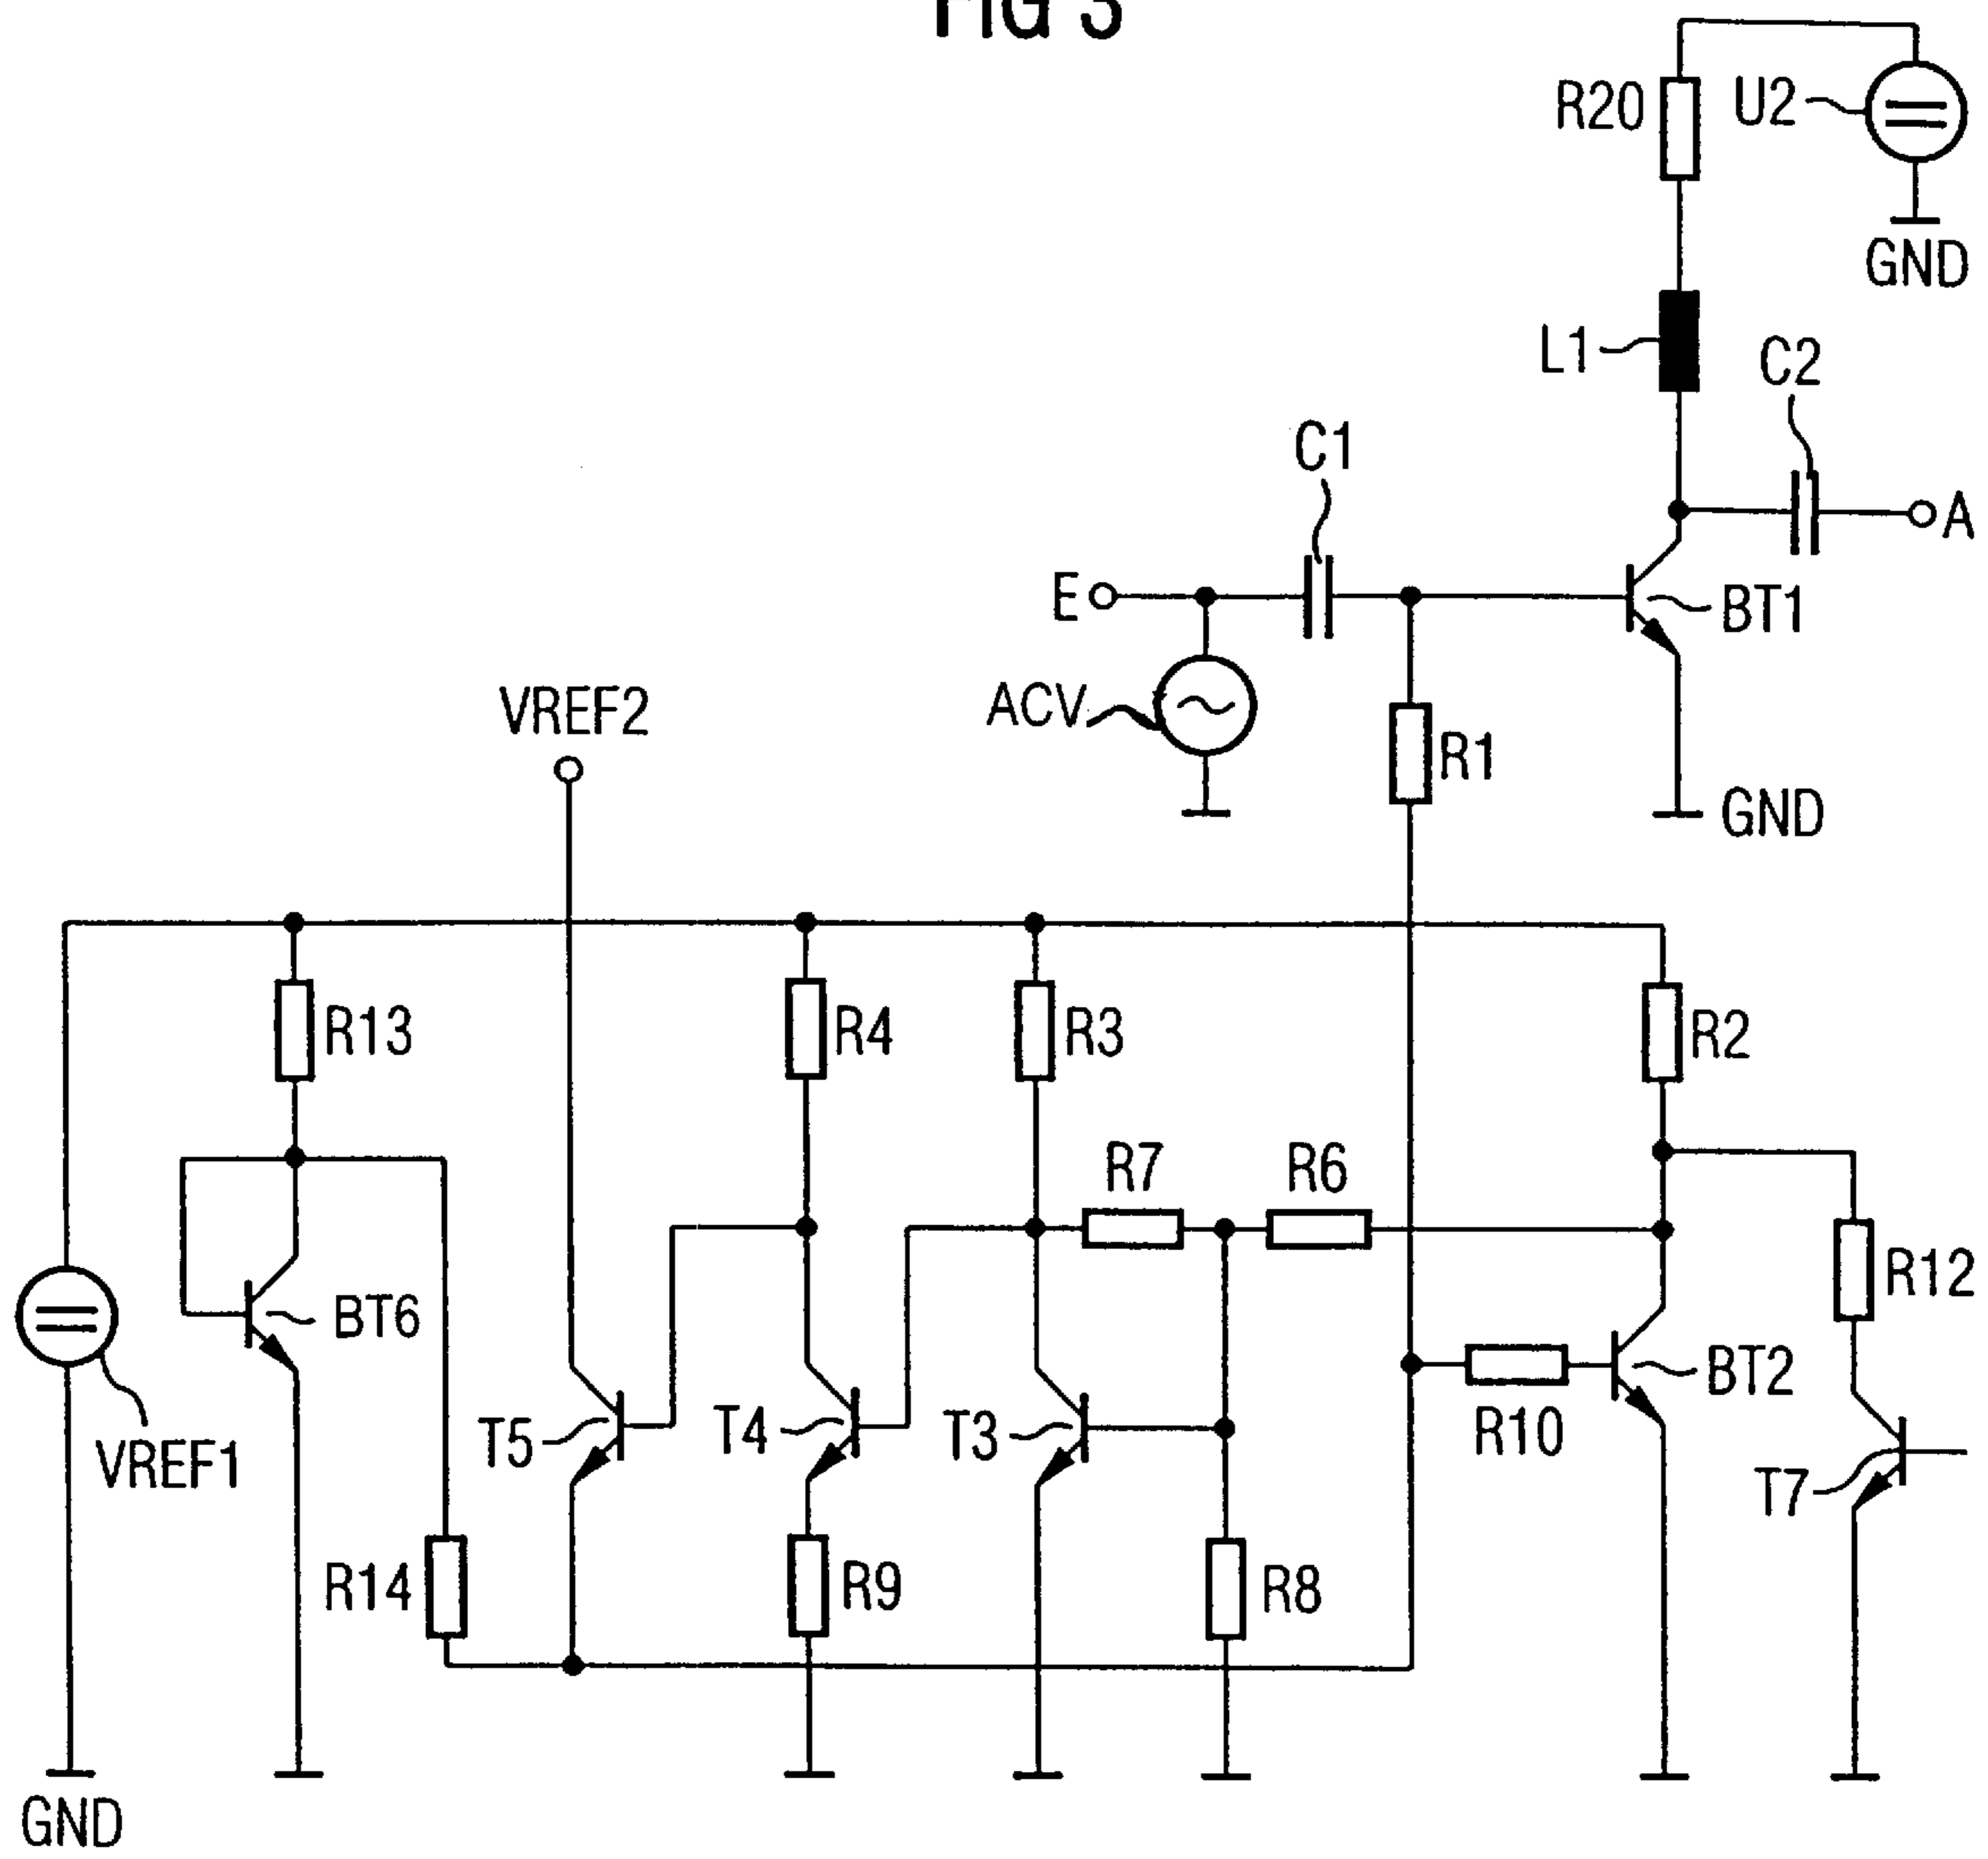 FIG 3
R20
U2
GND
L1
C2
C1
A
E
BT1
VREF2
ACV
R1
GND
R13
R4
R3
R2
R7
R6
R12
BT6
BT2
T5
T4
T3
R10
VREF1
T7
R14
R9
R8
GND